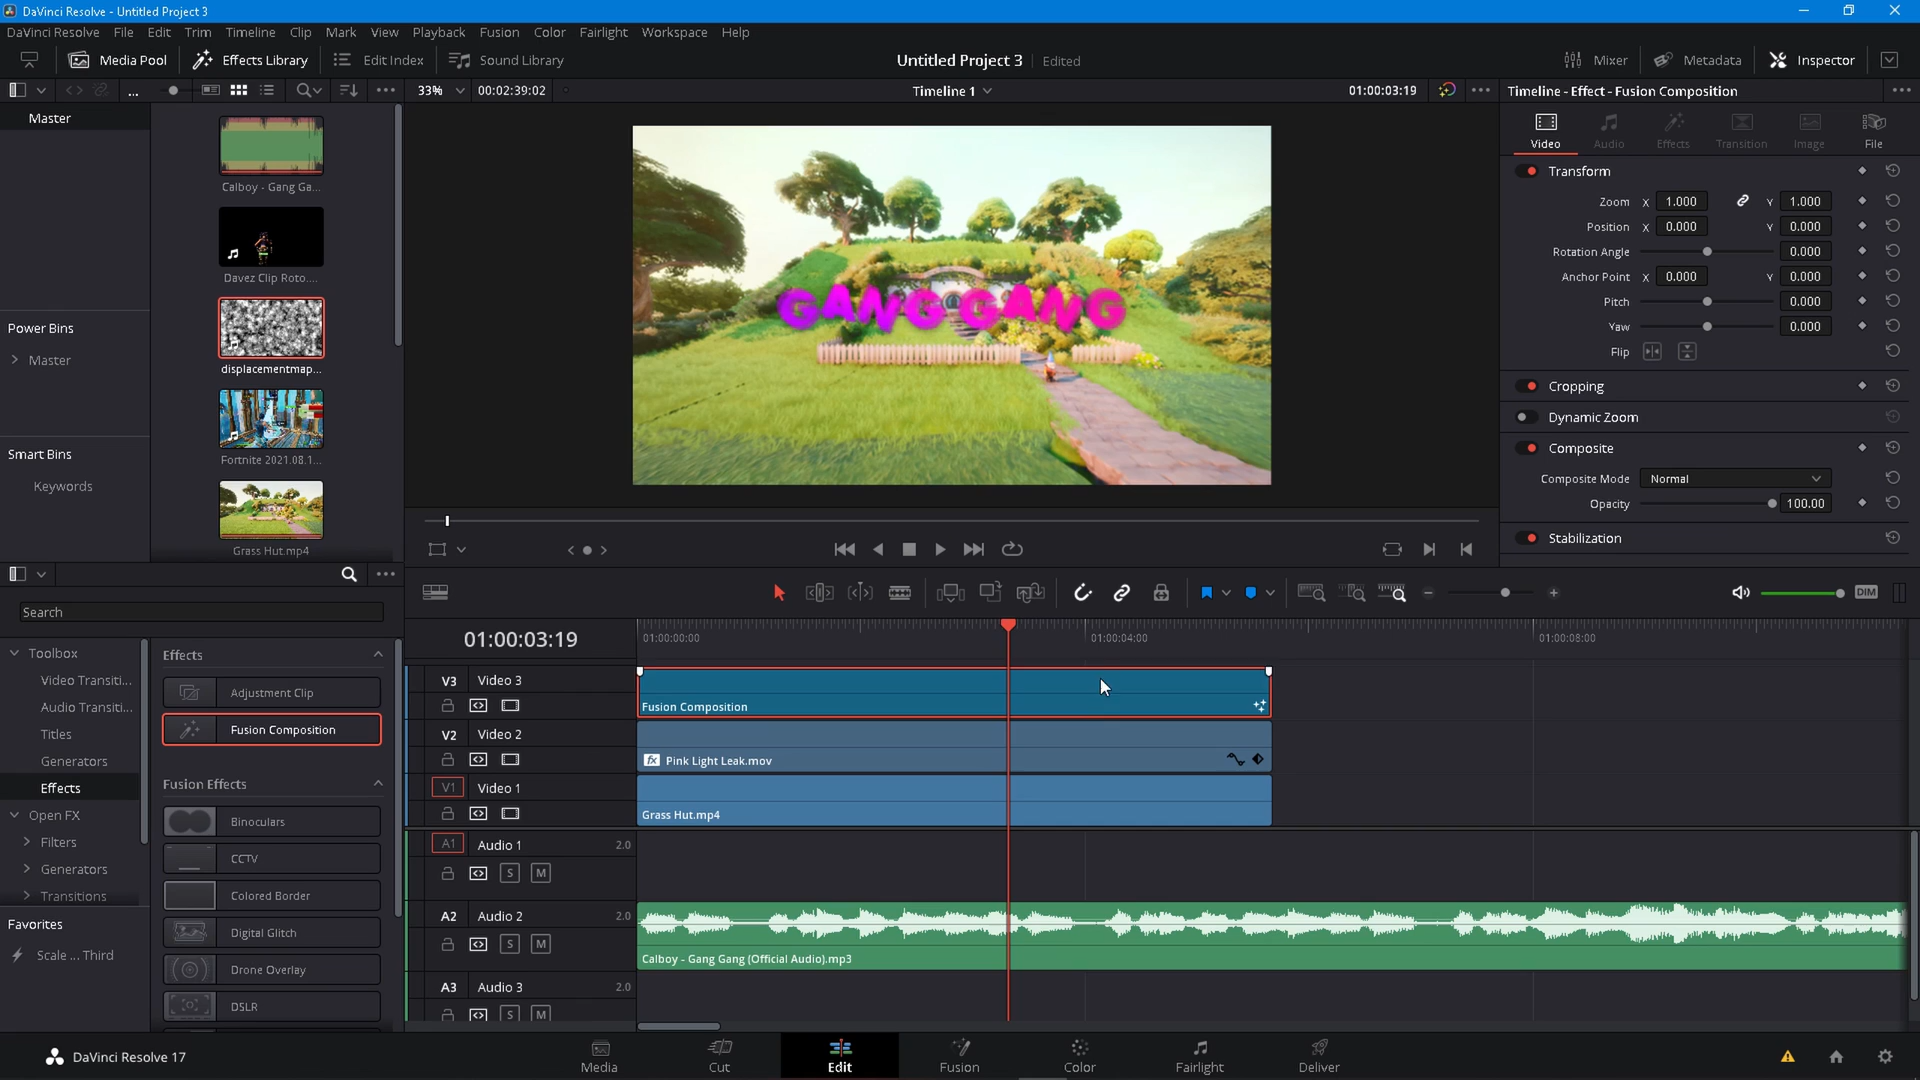 DaVinci Resolve - Untitled Project 3
DaVinci Resolve File Edit Trim Timeline Clip Mark View Playback Fusion Color Fairlight Workspace Help
Media Pool Effects Library Edit Index Sound Library Untitled Project 3 Edited Mixer Metadata Inspector
... 33% 00:02:39:02 Timeline 1 01:00:03:19 Timeline - Effect - Fusion Composition
Master
Power Bins
Master
Smart Bins
Keywords
Calboy - Gang Ga...
Davez Clip Roto....
displacementmap...
Fortnite 2021.08.1...
Grass Hut.mp4
GANG GANG
Video Audio Effects Transition Image File
Transform
Zoom X 1.000 Y 1.000
Position X 0.000 Y 0.000
Rotation Angle 0.000
Anchor Point X 0.000 Y 0.000
Pitch 0.000
Yaw 0.000
Flip
Cropping
Dynamic Zoom
Composite
Composite Mode Normal
Opacity 100.00
Stabilization
Search
Toolbox
Video Transiti...
Audio Transiti...
Titles
Generators
Effects
Open FX
Filters
Generators
Transitions
Favorites
Scale ... Third
Effects
Adjustment Clip
Fusion Composition
Fusion Effects
Binoculars
CCTV
Colored Border
Digital Glitch
Drone Overlay
DSLR
DIM
01:00:03:19 01:00:00:00 01:00:04:00 01:00:08:00
V3 Video 3
Fusion Composition
V2 Video 2
fx Pink Light Leak.mov
V1 Video 1
Grass Hut.mp4
A1 Audio 1 2.0
S M
A2 Audio 2 2.0
S M
Calboy - Gang Gang (Official Audio).mp3
A3 Audio 3 2.0
S M
DaVinci Resolve 17
Media Cut Edit Fusion Color Fairlight Deliver